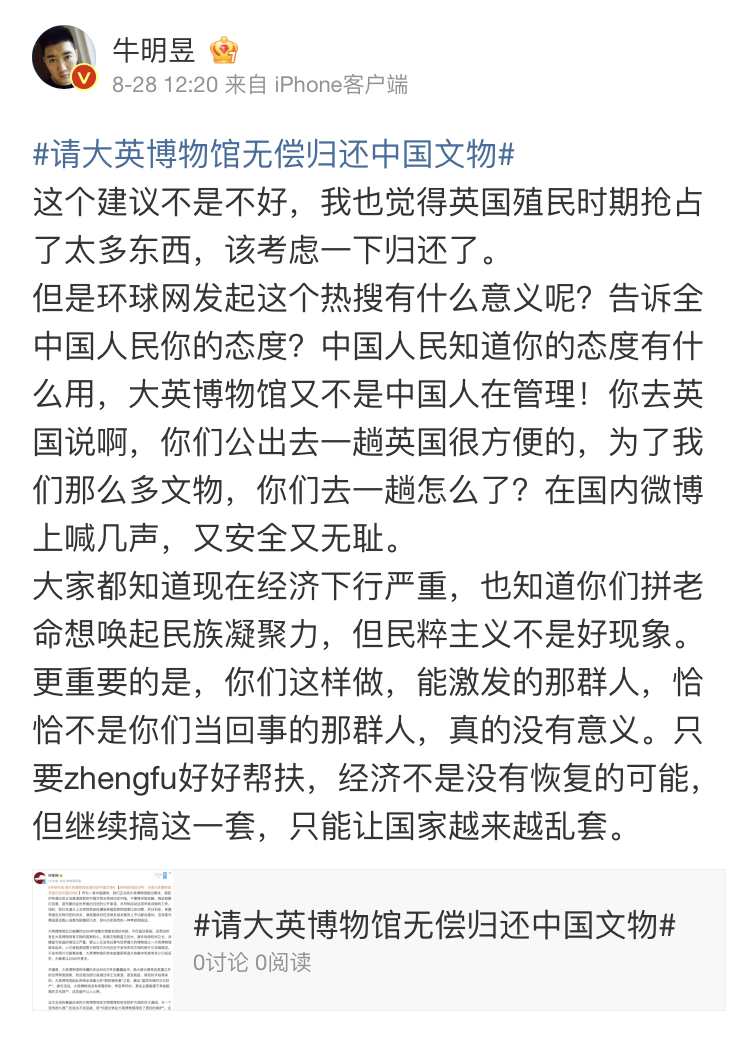 牛明昱
8-28 12:20 来自 iPhone客户端
#请大英博物馆无偿归还中国文物#
这个建议不是不好，我也觉得英国殖民时期抢占
了太多东西，该考虑一下归还了。
但是环球网发起这个热搜有什么意义呢？告诉全
中国人民你的态度？中国人民知道你的态度有什
么用，大英博物馆又不是中国人在管理！你去英
国说啊，你们公出去一趟英国很方便的，为了我
们那么多文物，你们去一趟怎么了？在国内微博
上喊几声，又安全又无耻。
大家都知道现在经济下行严重，也知道你们拼老
命想唤起民族凝聚力，但民粹主义不是好现象。
更重要的是，你们这样做，能激发的那群人，恰
恰不是你们当回事的那群人，真的没有意义。只
要zhengfu好好帮扶，经济不是没有恢复的可能，
但继续搞这一套，只能让国家越来越乱套。
#请大英博物馆无偿归还中国文物#
0讨论 0阅读